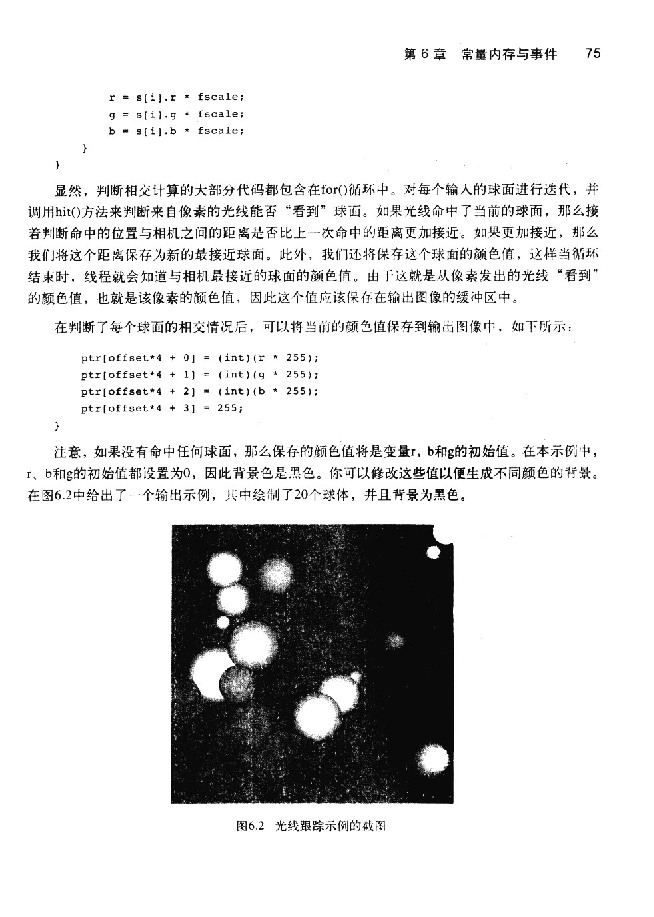 第 6 章 常量内存与事件 75
r = s[i].r * fscale;
g = s[i].g * fscale;
b = s[i].b * fscale;
}
}
显然，判断相交计算的大部分代码都包含在for()循环中。对每个输入的球面进行迭代，并
调用hit()方法来判断来自像素的光线能否“看到”球面。如果光线命中了当前的球面，那么接
着判断命中的位置与相机之间的距离是否比上一次命中的距离更加接近。如果更加接近，那么
我们将这个距离保存为新的最接近球面。此外，我们还将保存这个球面的颜色值，这样当循环
结束时，线程就会知道与相机最接近的球面的颜色值。由于这就是从像素发出的光线“看到”
的颜色值，也就是该像素的颜色值，因此这个值应该保存在输出图像的缓冲区中。
在判断了每个球面的相交情况后，可以将当前的颜色值保存到输出图像中，如下所示：
ptr[offset*4 + 0] = (int)(r * 255);
ptr[offset*4 + 1] = (int)(g * 255);
ptr[offset*4 + 2] = (int)(b * 255);
ptr[offset*4 + 3] = 255;
}
注意，如果没有命中任何球面，那么保存的颜色值将是变量r，b和g的初始值。在本示例中，
r、b和g的初始值都设置为0，因此背景色是黑色。你可以修改这些值以便生成不同颜色的背景。
在图6.2中给出了一个输出示例，其中绘制了20个球体，并且背景为黑色。
图6.2 光线跟踪示例的截图